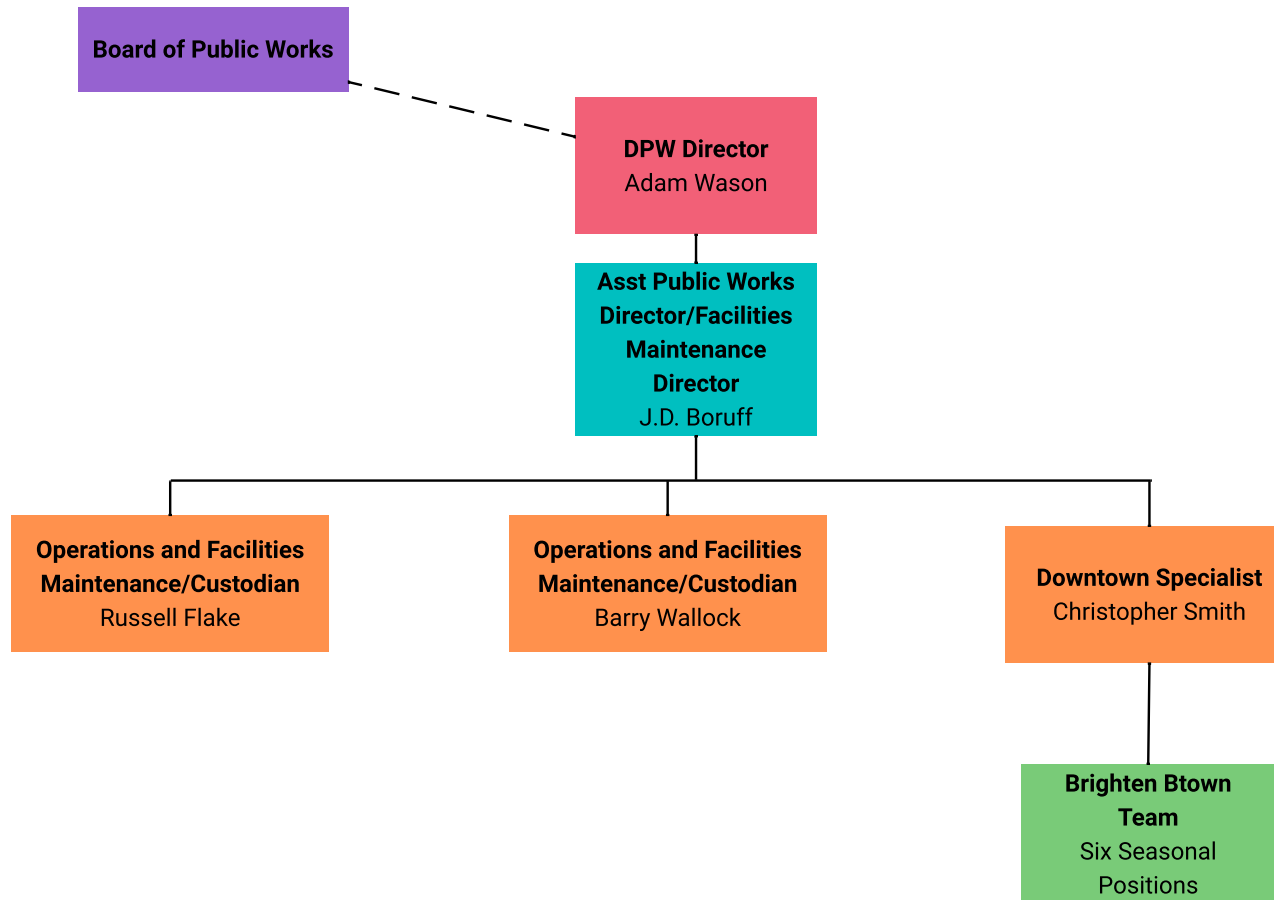 Board of Public Works
DPW Director
Adam Wason
Asst Public Works
Director/Facilities
Maintenance
Director
J.D. Boruff
Operations and Facilities
Maintenance/Custodian
Russell Flake
Operations and Facilities
Maintenance/Custodian
Barry Wallock
Downtown Specialist
Christopher Smith
Brighten Btown
Team
Six Seasonal
Positions